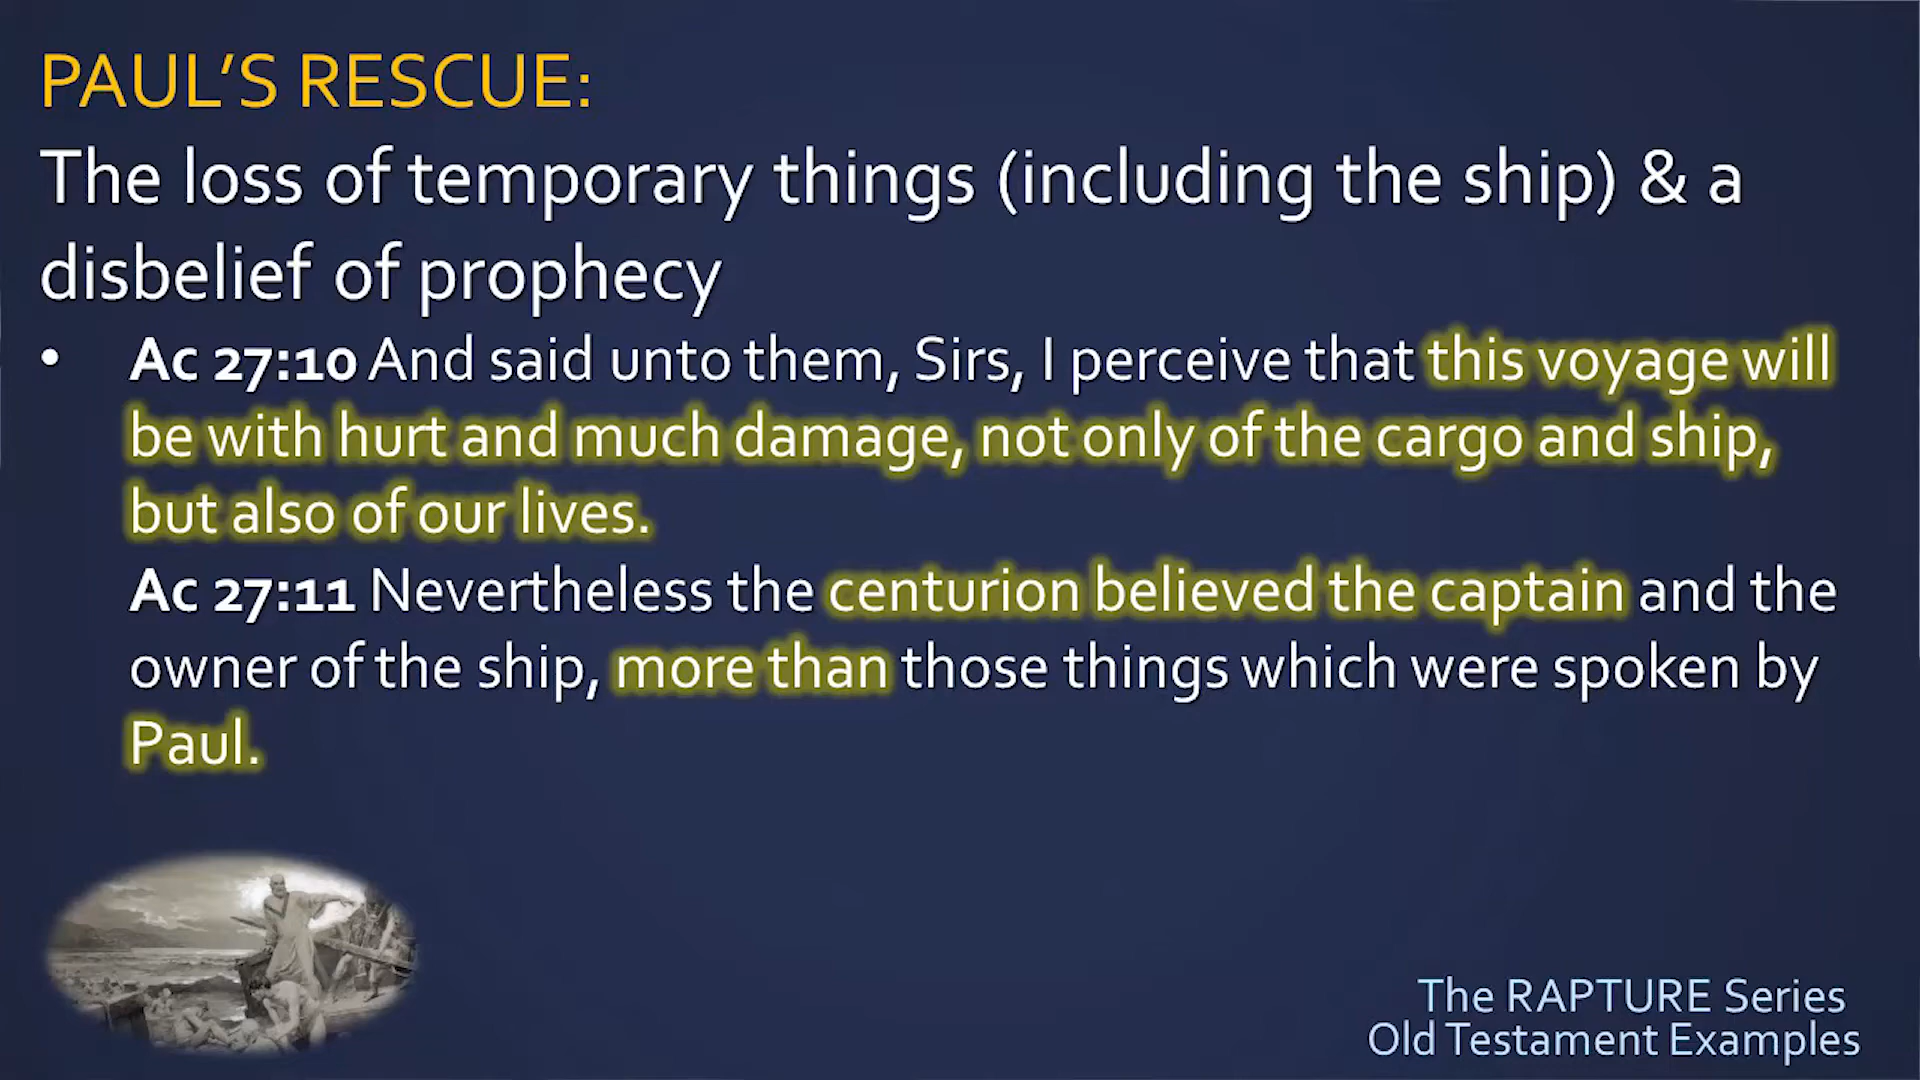 PAUL’S RESCUE:
The loss of temporary things (including the ship) & a
disbelief of prophecy
• Ac 27:10 And said unto them, Sirs, I perceive that this voyage will
be with hurt and much damage, not only of the cargo and ship,
but also of our lives.
Ac 27:11 Nevertheless the centurion believed the captain and the
owner of the ship, more than those things which were spoken by
Paul.
The RAPTURE Series
Old Testament Examples